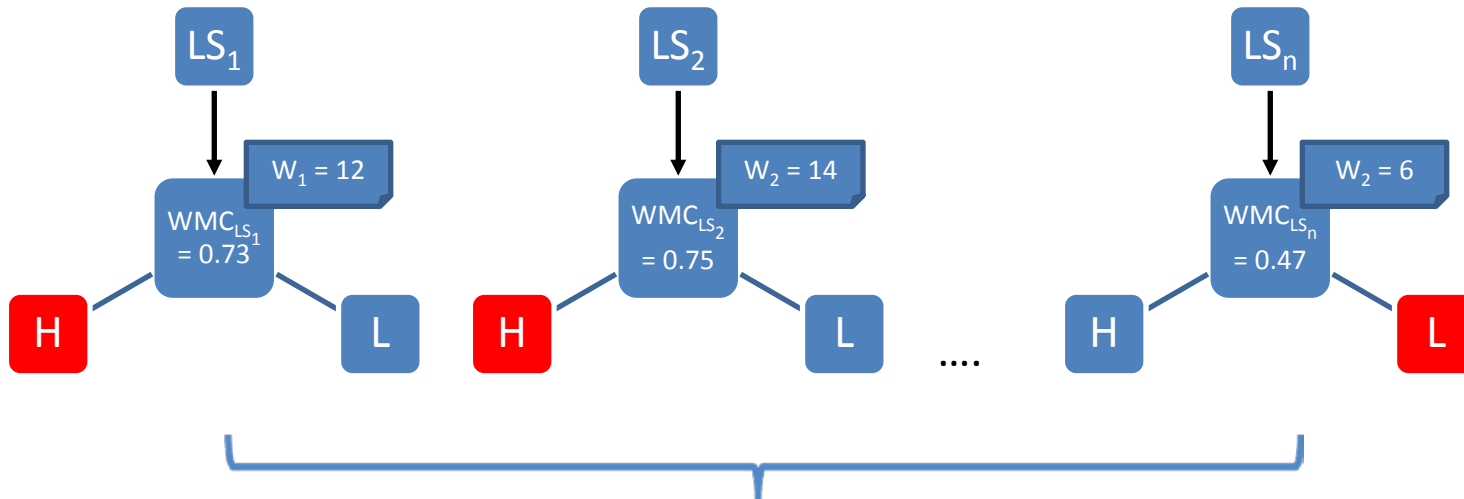 LS1
LS2
LSn
W1 = 12
W2 = 14
W2 = 6
WMCLS1
= 0.73
WMCLS2
= 0.75
WMCLSn
= 0.47
H
L
H
L
....
H
L